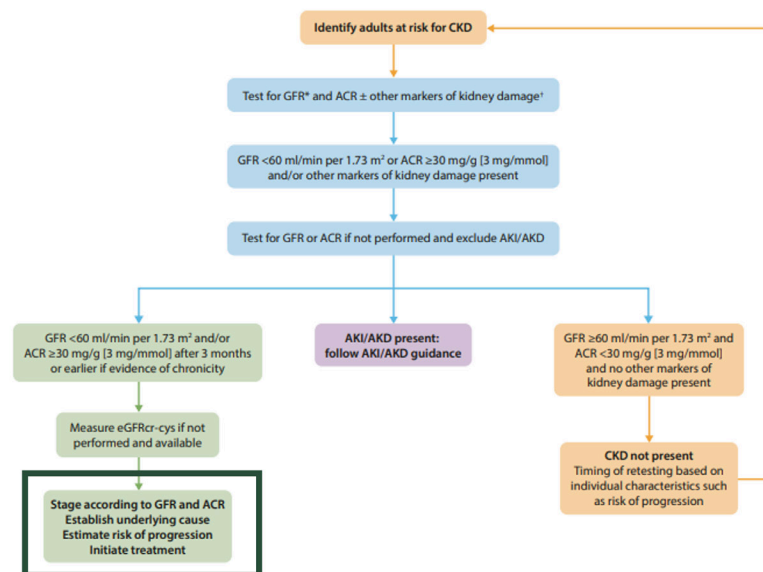 Identify adults at risk for CKD
Test for GFR* and ACR ± other markers of kidney damage†
GFR <60 ml/min per 1.73 m² or ACR ≥30 mg/g [3 mg/mmol]
and/or other markers of kidney damage present
Test for GFR or ACR if not performed and exclude AKI/AKD
GFR <60 ml/min per 1.73 m² and/or
ACR ≥30 mg/g [3 mg/mmol] after 3 months
or earlier if evidence of chronicity
AKI/AKD present:
follow AKI/AKD guidance
GFR ≥60 ml/min per 1.73 m² and
ACR <30 mg/g [3 mg/mmol]
and no other markers of
kidney damage present
Measure eGFRcr-cys if not
performed and available
CKD not present
Timing of retesting based on
individual characteristics such
as risk of progression
Stage according to GFR and ACR
Establish underlying cause
Estimate risk of progression
Initiate treatment